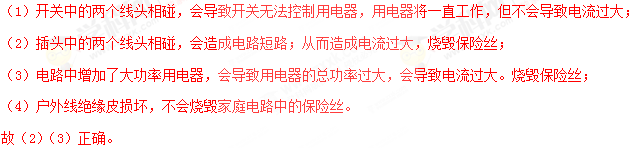 （1）开关中的两个线头相碰，会导致开关无法控制用电器，用电器将一直工作，但不会导致电流过大；
（2）插头中的两个线头相碰，会造成电路短路；从而造成电流过大，烧毁保险丝；
（3）电路中增加了大功率用电器，会导致用电器的总功率过大，会导致电流过大。烧毁保险丝；
（4）户外线绝缘皮损坏，不会烧毁家庭电路中的保险丝。
故（2）（3）正确。